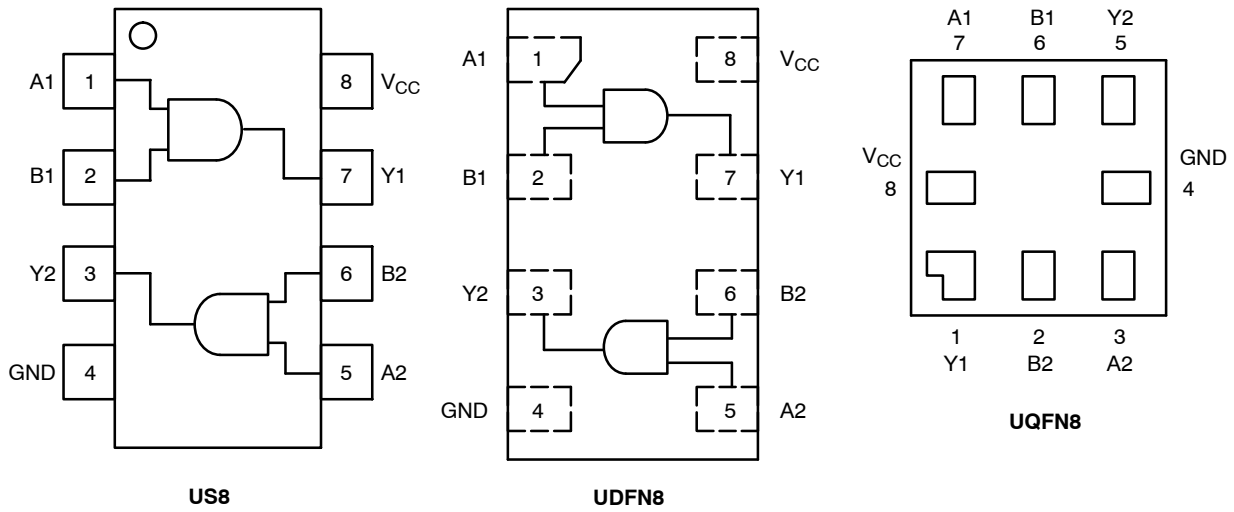 A1 1 8 VCC
B1 2 7 Y1
Y2 3 6 B2
GND 4 5 A2
US8
A1 1 8 VCC
B1 2 7 Y1
Y2 3 6 B2
GND 4 5 A2
UDFN8
A1 B1 Y2
7 6 5
VCC GND
8 4
1 2 3
Y1 B2 A2
UQFN8